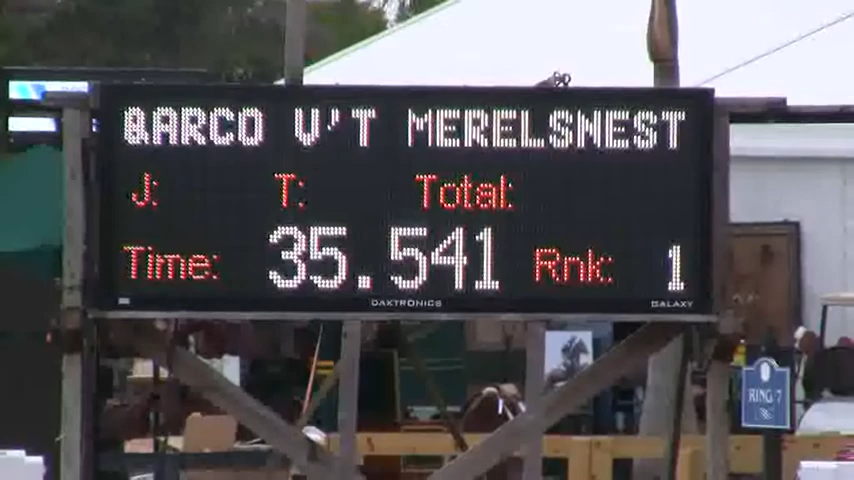 BARCO V'T MERELSNEST
J: T: Total:
Time: 35.541 Rnk: 1
DAKTRONICS GALAXY
RING 7